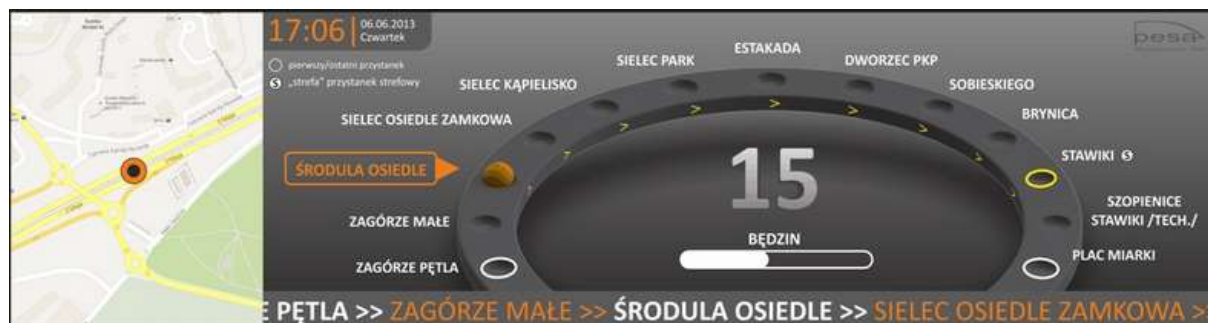 17:06
06.06.2013
Czwartek
pierwszy/ostatni przystanek
S „strefa" przystanek strefowy
pesa
ESTAKADA
SIELEC PARK
DWORZEC PKP
SIELEC KĄPIELISKO
SOBIESKIEGO
SIELEC OSIEDLE ZAMKOWA
BRYNICA
ŚRODULA OSIEDLE
STAWIKI S
ZAGÓRZE MAŁE
SZOPIENICE
STAWIKI /TECH./
ZAGÓRZE PĘTLA
PLAC MIARKI
15
BĘDZIN
E PĘTLA >> ZAGÓRZE MAŁE >> ŚRODULA OSIEDLE >> SIELEC OSIEDLE ZAMKOWA >>